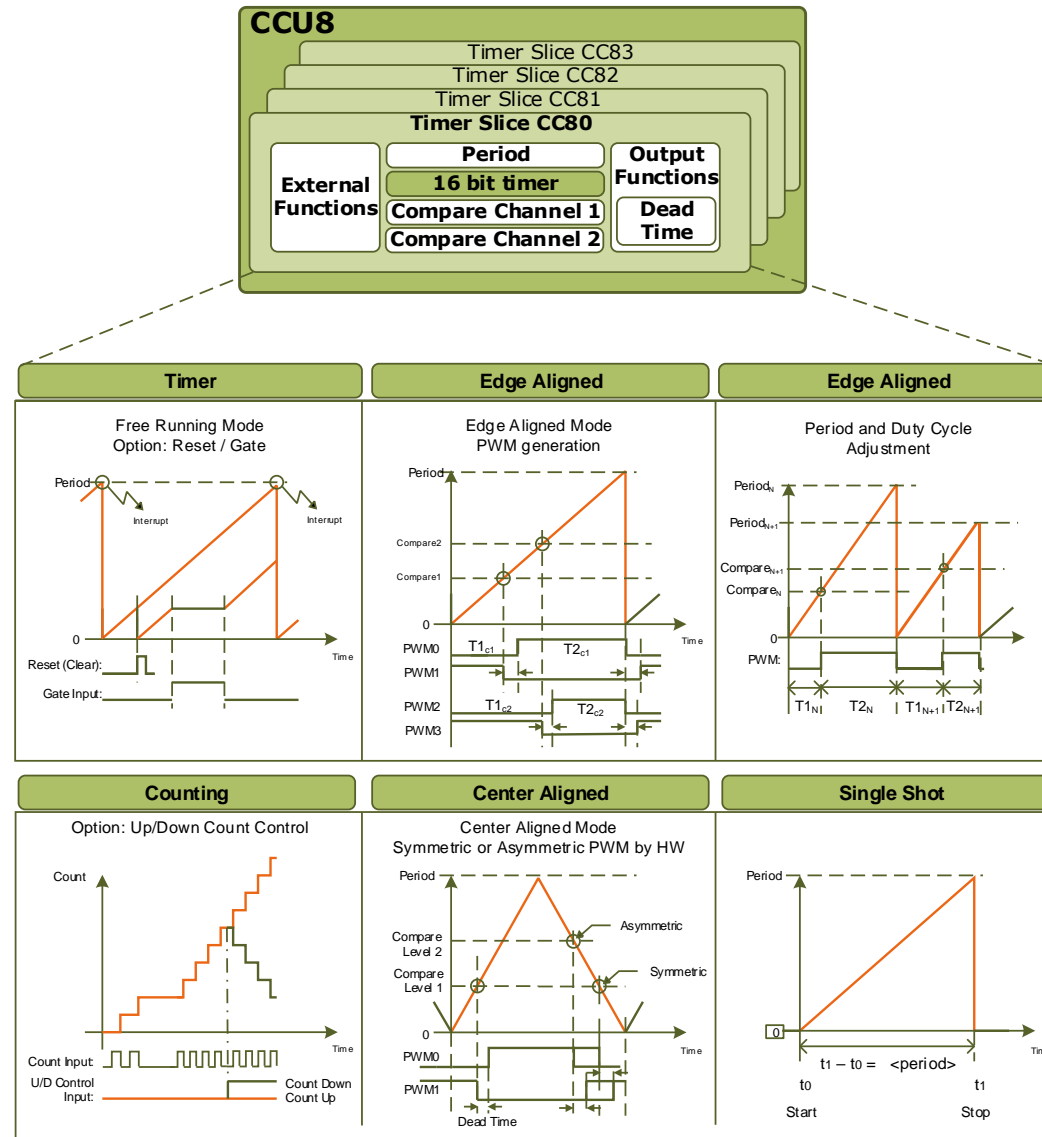 CCU8
Timer Slice CC83
Timer Slice CC82
Timer Slice CC81
Timer Slice CC80
External
Functions
Period
16 bit timer
Compare Channel 1
Compare Channel 2
Output
Functions
Dead
Time
Timer
Free Running Mode
Option: Reset / Gate
Period
Interrupt
Interrupt
0
Time
Reset (Clear):
Gate Input:
Edge Aligned
Edge Aligned Mode
PWM generation
Period
Compare2
Compare1
0
Time
PWM0
T1c1
T2c1
PWM1
PWM2
T1c2
T2c2
PWM3
Edge Aligned
Period and Duty Cycle
Adjustment
PeriodN
PeriodN+1
CompareN+1
CompareN
0
Time
PWM:
T1N
T2N
T1N+1
T2N+1
Counting
Option: Up/Down Count Control
Count
Time
Count Input:
U/D Control
Input:
Count Down
Count Up
Center Aligned
Center Aligned Mode
Symmetric or Asymmetric PWM by HW
Period
Asymmetric
Compare
Level 2
Compare
Level 1
Symmetric
0
Time
PWM0
PWM1
Dead Time
Single Shot
Period
0
t1 – t0 = <period>
t0
t1
Start
Stop